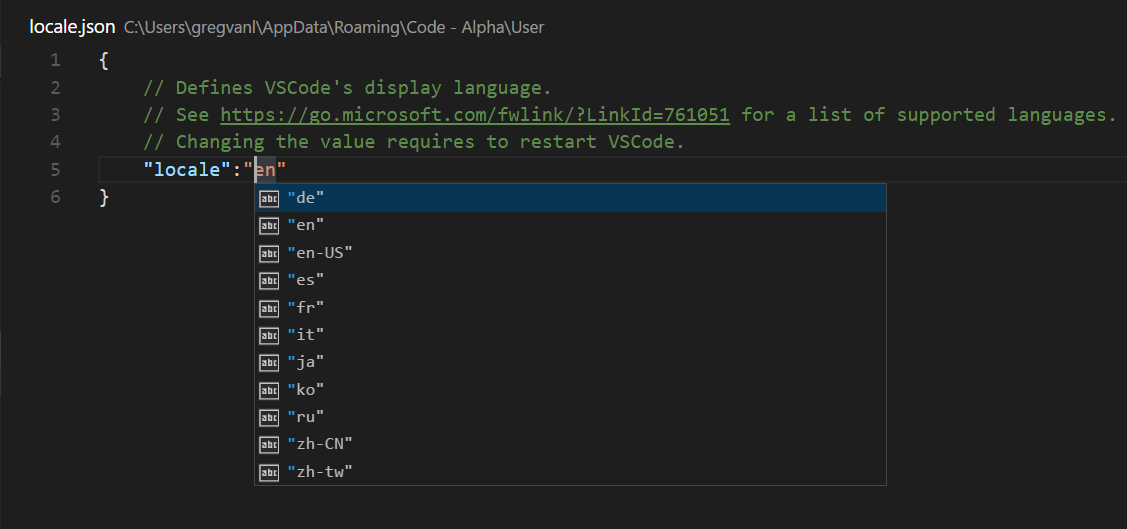 locale.json C:\Users\gregvanl\AppData\Roaming\Code - Alpha\User
1 {
2 // Defines VSCode's display language.
3 // See https://go.microsoft.com/fwlink/?LinkId=761051 for a list of supported languages.
4 // Changing the value requires to restart VSCode.
5 "locale":"en"
6 }
abc "de"
abc "en"
abc "en-US"
abc "es"
abc "fr"
abc "it"
abc "ja"
abc "ko"
abc "ru"
abc "zh-CN"
abc "zh-tw"